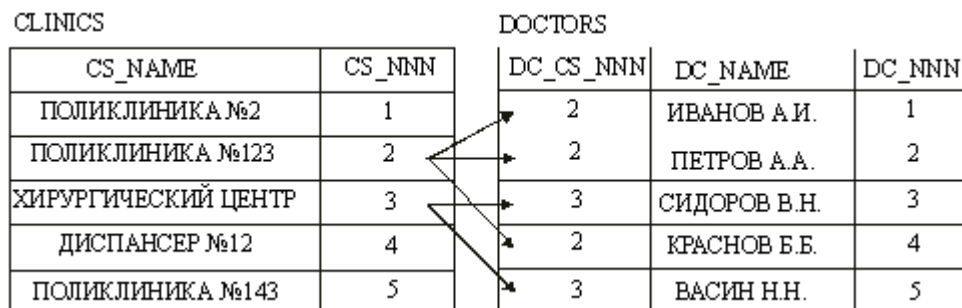 CLINICS DOCTORS
CS_NAME CS_NNN DC_CS_NNN DC_NAME DC_NNN
ПОЛИКЛИНИКА №2 1 2 ИВАНОВ А.И. 1
ПОЛИКЛИНИКА №123 2 2 ПЕТРОВ А.А. 2
ХИРУРГИЧЕСКИЙ ЦЕНТР 3 3 СИДОРОВ В.Н. 3
ДИСПАНСЕР №12 4 2 КРАСНОВ Б.Б. 4
ПОЛИКЛИНИКА №143 5 3 ВАСИН Н.Н. 5